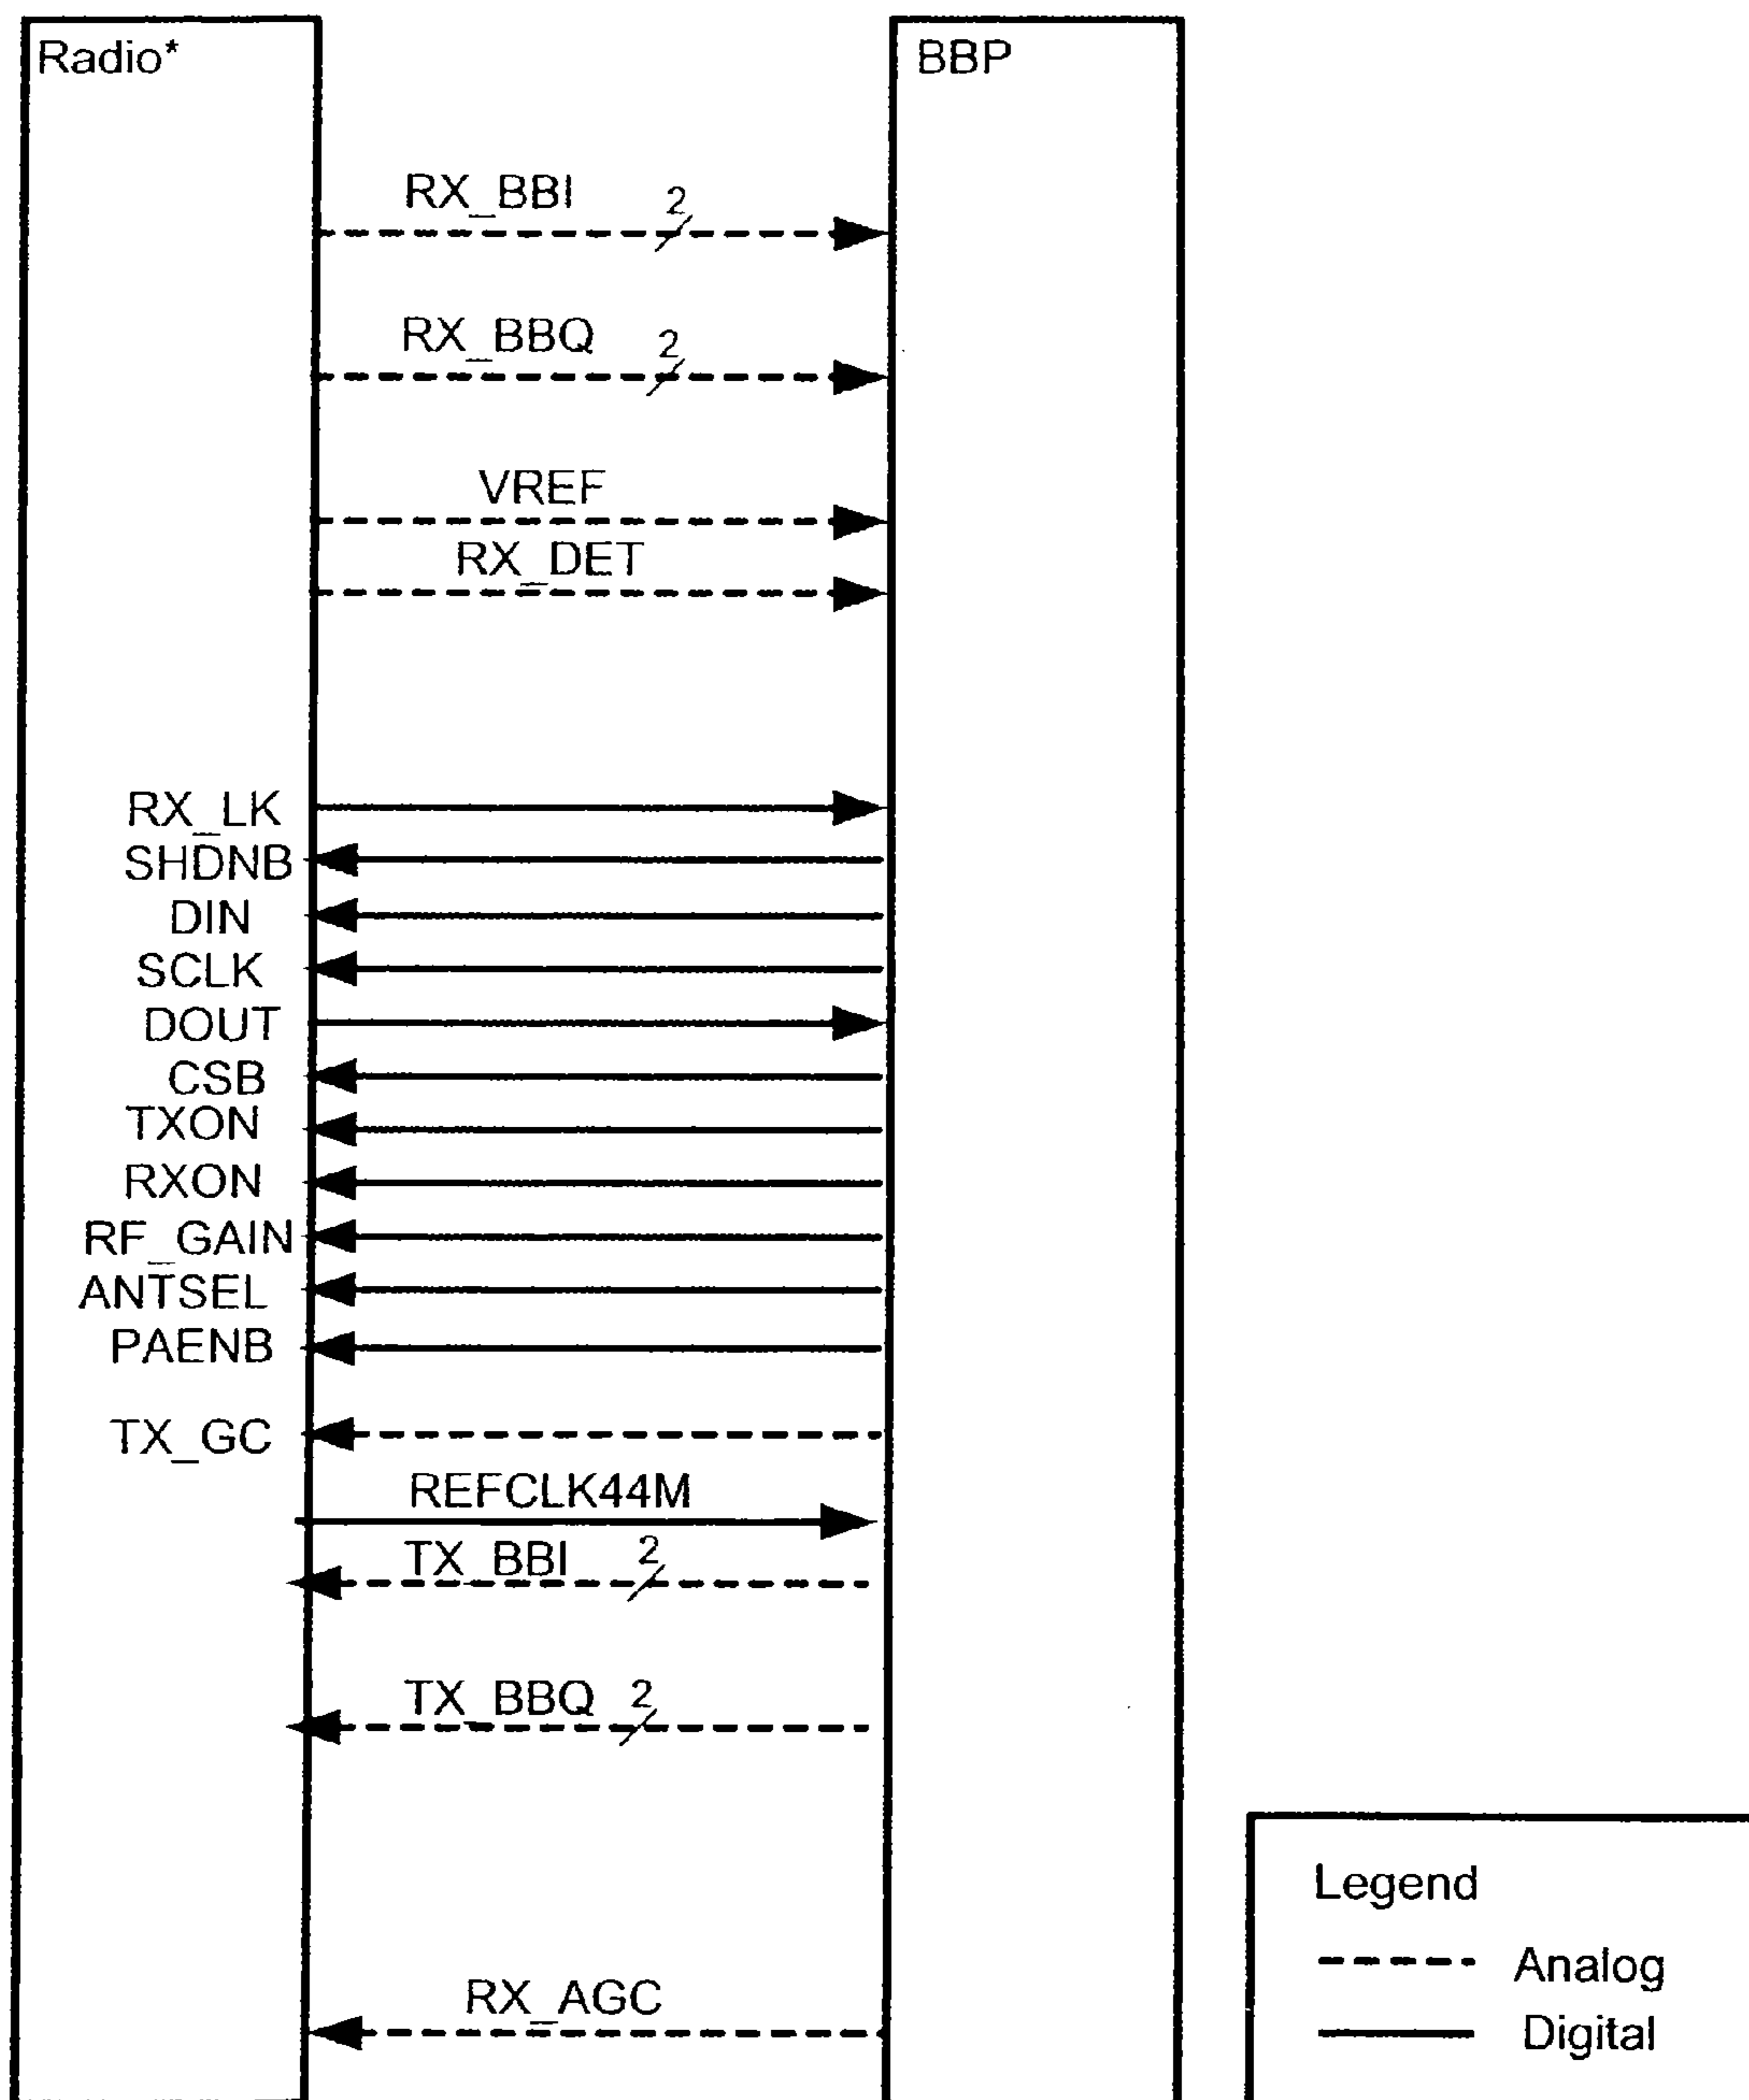 Radio*
BBP
RX_BBI
2
RX_BBQ
2
VREF
RX_DET
RX_LK
SHDNB
DIN
SCLK
DOUT
CSB
TXON
RXON
RF_GAIN
ANTSEL
PAENB
TX_GC
REFCLK44M
TX_BBI
2
TX_BBQ
2
RX_AGC
Legend
Analog
Digital